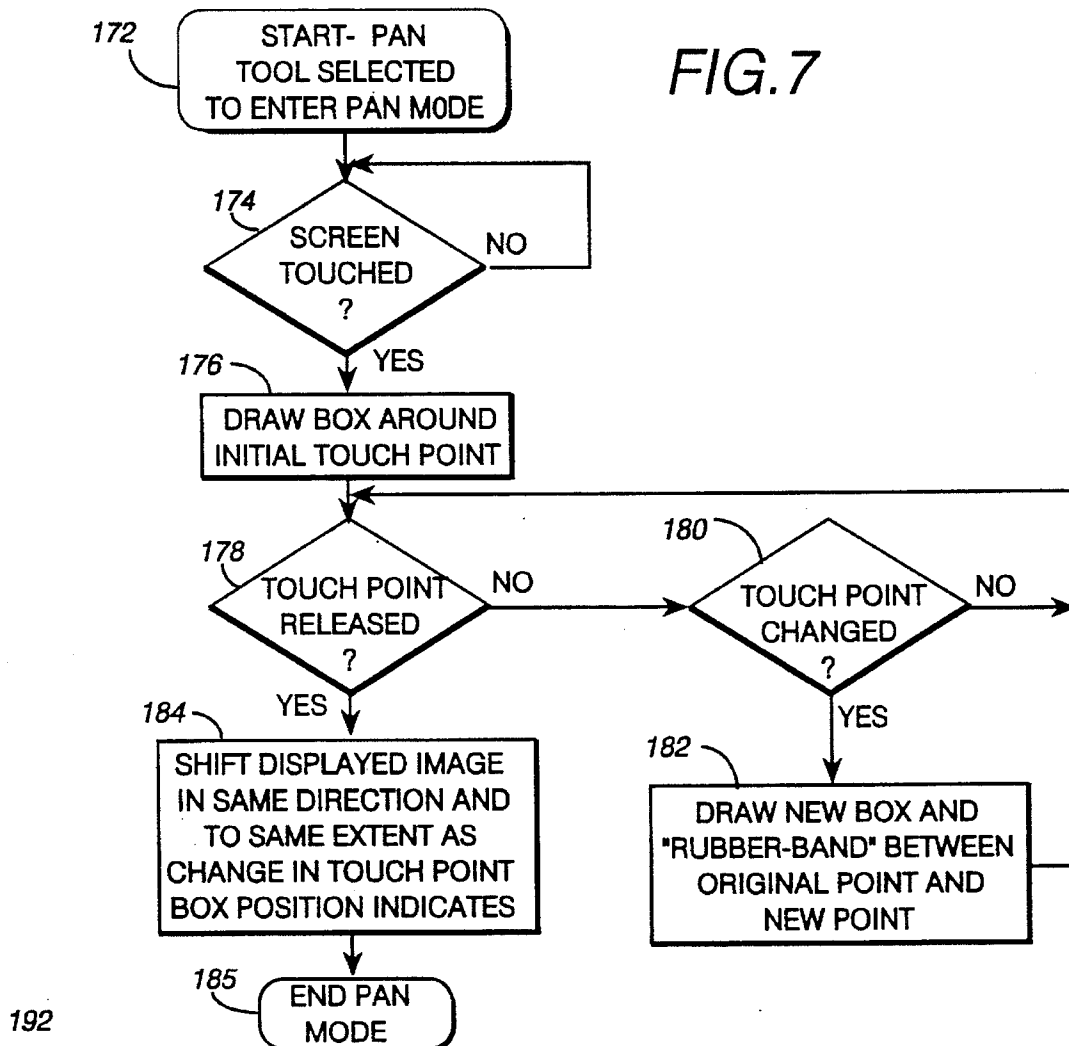 172
START- PAN
TOOL SELECTED
TO ENTER PAN MODE
FIG.7
174
SCREEN
TOUCHED
?
NO
YES
176
DRAW BOX AROUND
INITIAL TOUCH POINT
178
TOUCH POINT
RELEASED
?
NO
YES
180
TOUCH POINT
CHANGED
?
NO
YES
184
SHIFT DISPLAYED IMAGE
IN SAME DIRECTION AND
TO SAME EXTENT AS
CHANGE IN TOUCH POINT
BOX POSITION INDICATES
182
DRAW NEW BOX AND
"RUBBER-BAND" BETWEEN
ORIGINAL POINT AND
NEW POINT
185
END PAN
MODE
192